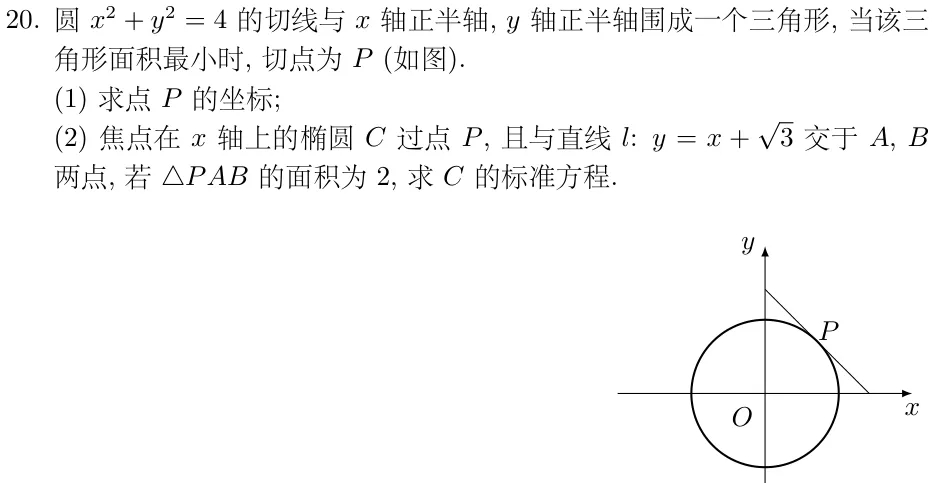 20. 圆 x² + y² = 4 的切线与 x 轴正半轴, y 轴正半轴围成一个三角形, 当该三
角形面积最小时, 切点为 P (如图).
(1) 求点 P 的坐标;
(2) 焦点在 x 轴上的椭圆 C 过点 P, 且与直线 l: y = x + √3 交于 A, B
两点, 若 △PAB 的面积为 2, 求 C 的标准方程.
y
P
O
x